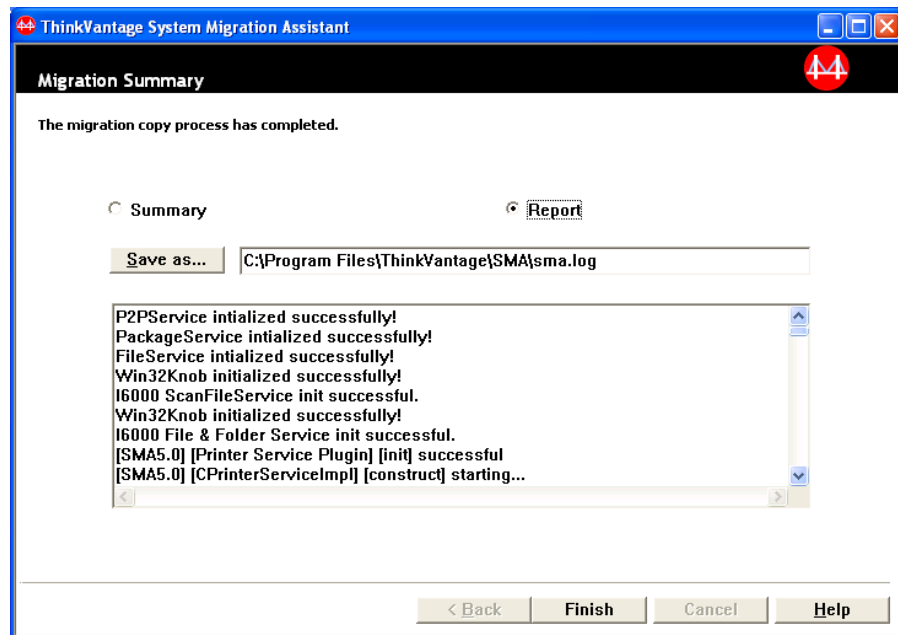 ThinkVantage System Migration Assistant
Migration Summary
The migration copy process has completed.
Summary
Report
Save as...
C:\Program Files\ThinkVantage\SMA\sma.log
P2PService intialized successfully!
PackageService intialized successfully!
FileService intialized successfully!
Win32Knob initialized successfully!
I6000 ScanFileService init successful.
Win32Knob initialized successfully!
I6000 File & Folder Service init successful.
[SMA5.0] [Printer Service Plugin] [init] successful
[SMA5.0] [CPrinterServiceImpl] [construct] starting...
< Back
Finish
Cancel
Help